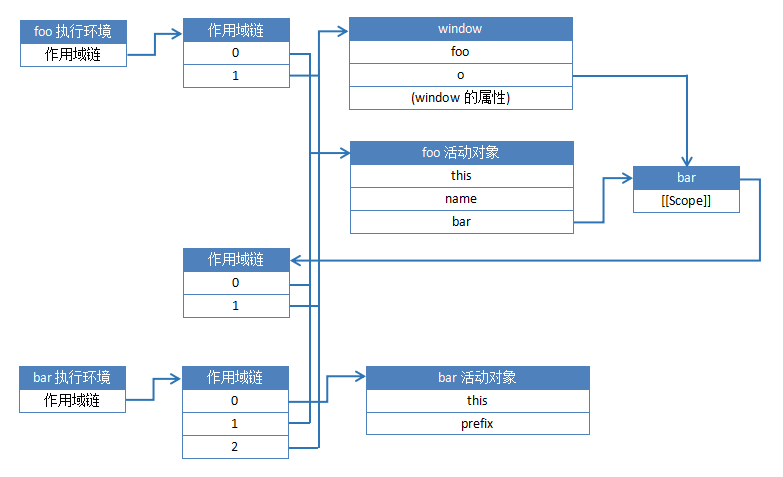 foo 执行环境
作用域链
作用域链
0
1
window
foo
o
(window 的属性)
foo 活动对象
this
name
bar
bar
[[Scope]]
作用域链
0
1
bar 执行环境
作用域链
作用域链
0
1
2
bar 活动对象
this
prefix